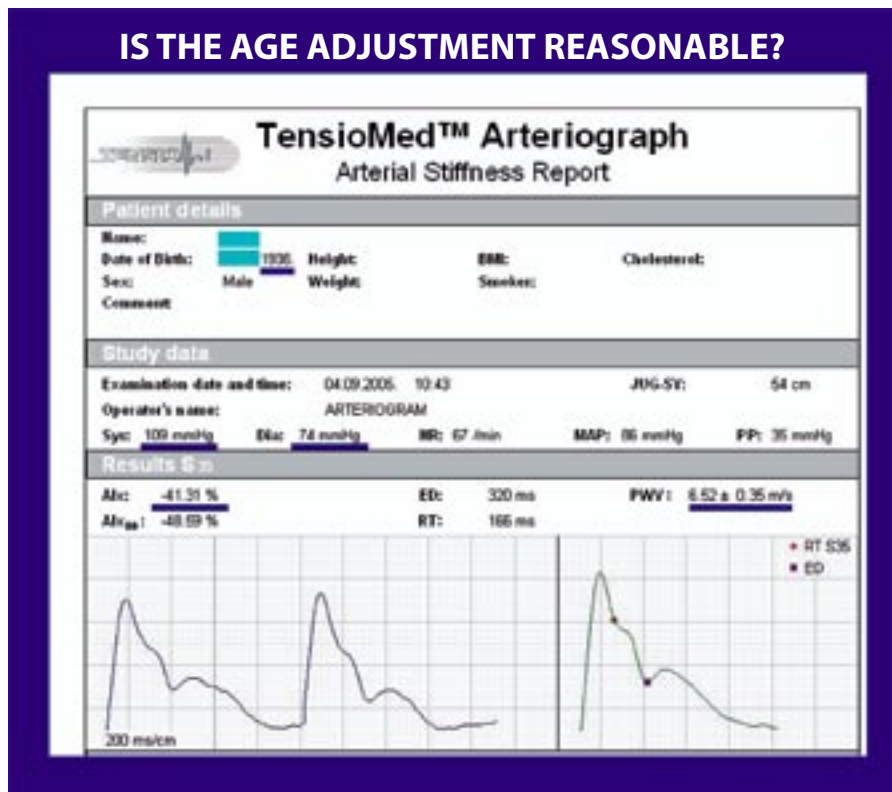 IS THE AGE ADJUSTMENT REASONABLE?
TensioMed™ Arteriograph
Arterial Stiffness Report
Patient details
Name:
Date of Birth: 1936. Height: BMI: Cholesterol:
Sex: Male Weight: Smoker:
Comment:
Study data
Examination date and time: 04.09.2005. 10:43 JUG-SY: 54 cm
Operator's name: ARTERIOGRAM
Sys: 109 mmHg Dia: 74 mmHg HR: 67 /min MAP: 86 mmHg PP: 35 mmHg
Results S 35
AIx: -41.31 % ED: 320 ms PWV: 6.52 ± 0.35 m/s
AIx80: -48.59 % RT: 166 ms
RT S35
ED
200 ms/cm